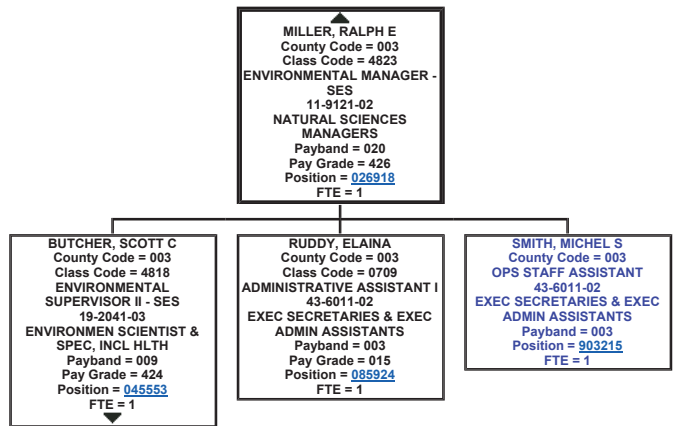 MILLER, RALPH E
County Code = 003
Class Code = 4823
ENVIRONMENTAL MANAGER -
SES
11-9121-02
NATURAL SCIENCES
MANAGERS
Payband = 020
Pay Grade = 426
Position = 026918
FTE = 1
BUTCHER, SCOTT C
County Code = 003
Class Code = 4818
ENVIRONMENTAL
SUPERVISOR II - SES
19-2041-03
ENVIRONMEN SCIENTIST &
SPEC, INCL HLTH
Payband = 009
Pay Grade = 424
Position = 045553
FTE = 1
RUDDY, ELAINA
County Code = 003
Class Code = 0709
ADMINISTRATIVE ASSISTANT I
43-6011-02
EXEC SECRETARIES & EXEC
ADMIN ASSISTANTS
Payband = 003
Pay Grade = 015
Position = 085924
FTE = 1
SMITH, MICHEL S
County Code = 003
OPS STAFF ASSISTANT
43-6011-02
EXEC SECRETARIES & EXEC
ADMIN ASSISTANTS
Payband = 003
Position = 903215
FTE = 1